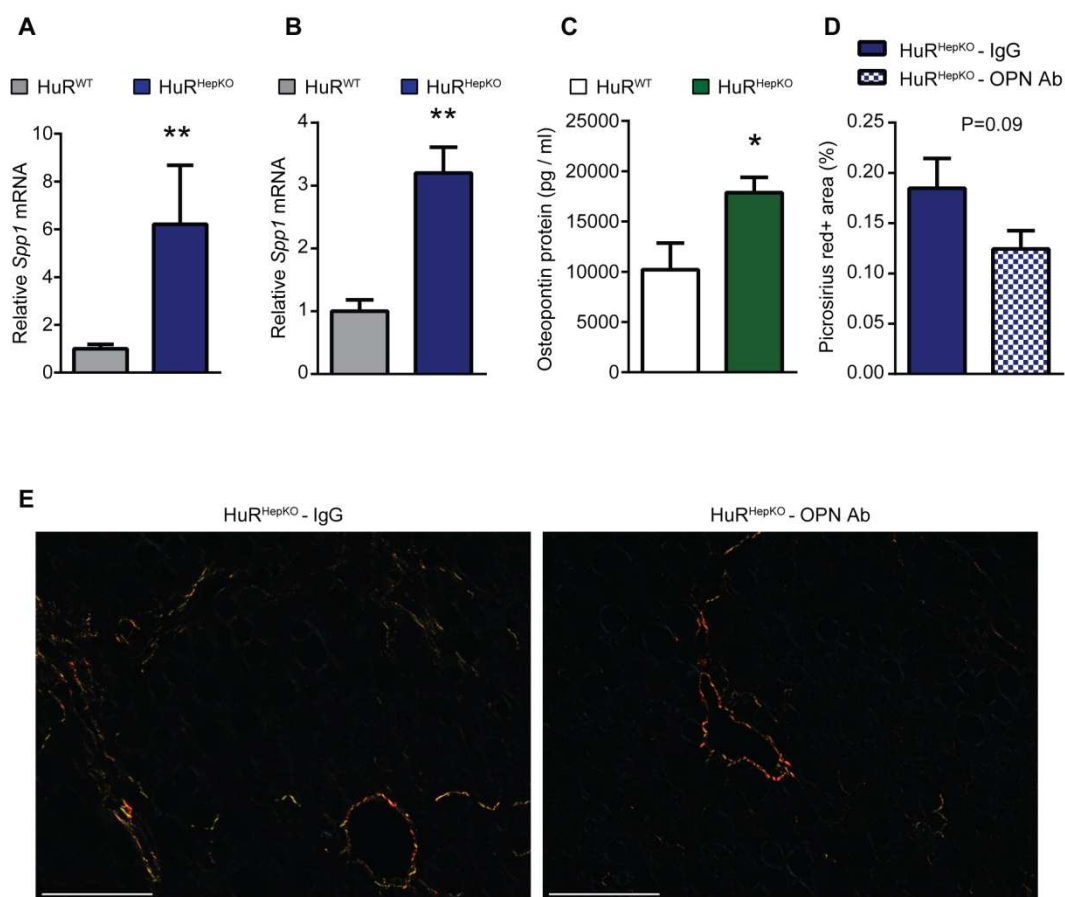 A
HuR^WT HuR^HepKO
**
10
8
6
4
2
0
Relative Spp1 mRNA
B
HuR^WT HuR^HepKO
**
4
3
2
1
0
Relative Spp1 mRNA
C
HuR^WT HuR^HepKO
*
25000
20000
15000
10000
5000
0
Osteopontin protein (pg / ml)
D
HuR^HepKO - IgG
HuR^HepKO - OPN Ab
P=0.09
0.25
0.20
0.15
0.10
0.05
0.00
Picrosirius red+ area (%)
E
HuR^HepKO - IgG
HuR^HepKO - OPN Ab